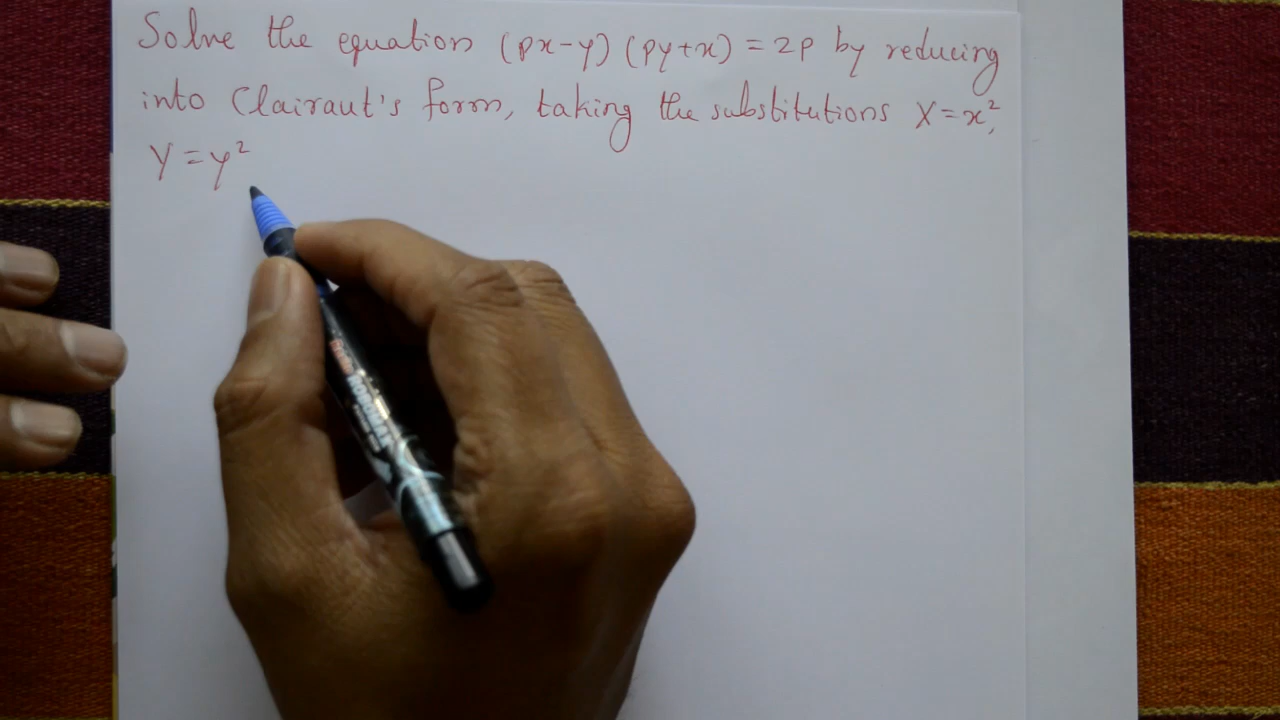 Solve the equation (px-y) (py+x) = 2p by reducing
into Clairaut's form, taking the substitutions X = x²,
Y = y²